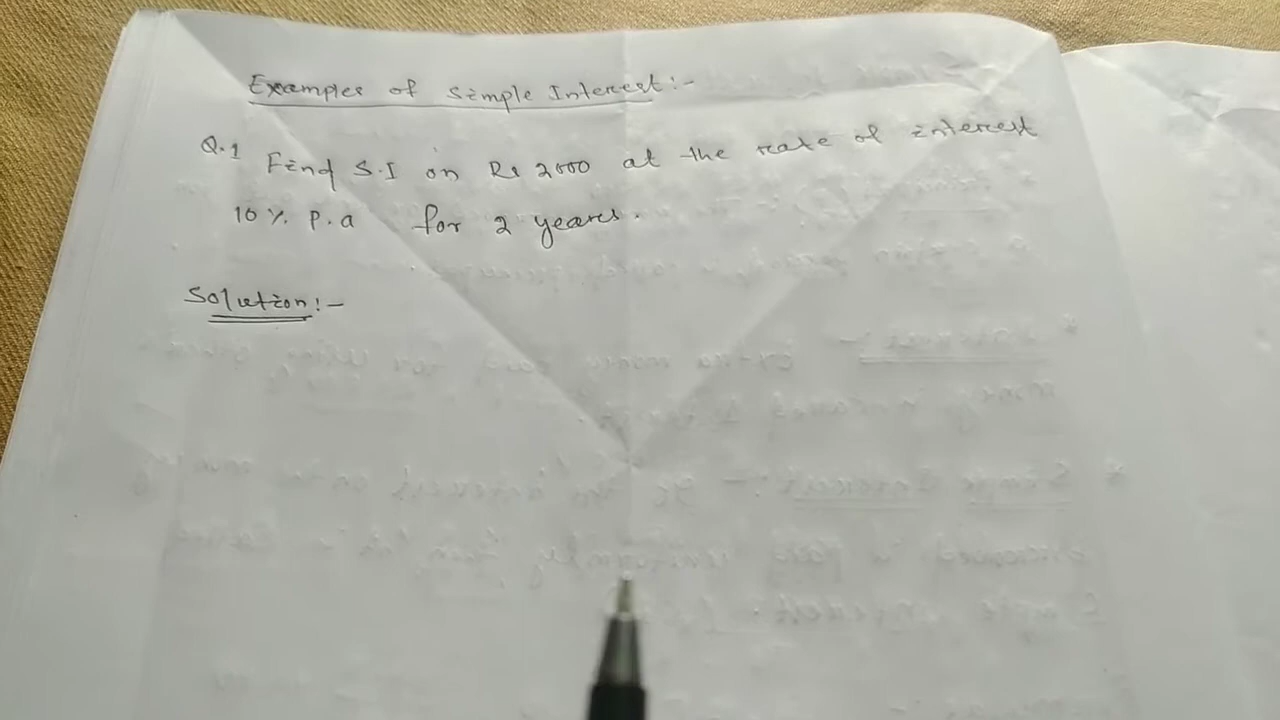 Examples of Simple Interest:-
Q.1 Find S.I on Rs 2000 at the rate of interest
10% P.a for 2 years.
Solution:-